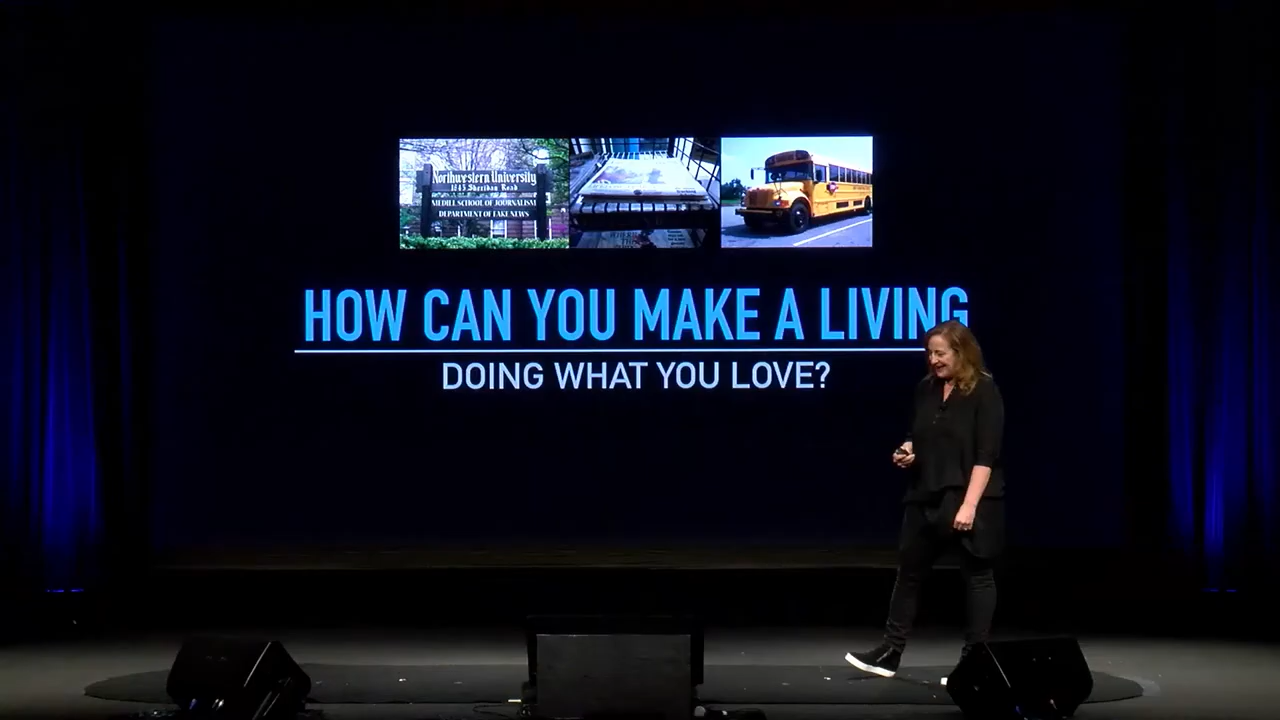 Northwestern University
1845 Sheridan Road
MEDILL SCHOOL OF JOURNALISM
DEPARTMENT OF FAKE NEWS
HOW CAN YOU MAKE A LIVING
DOING WHAT YOU LOVE?